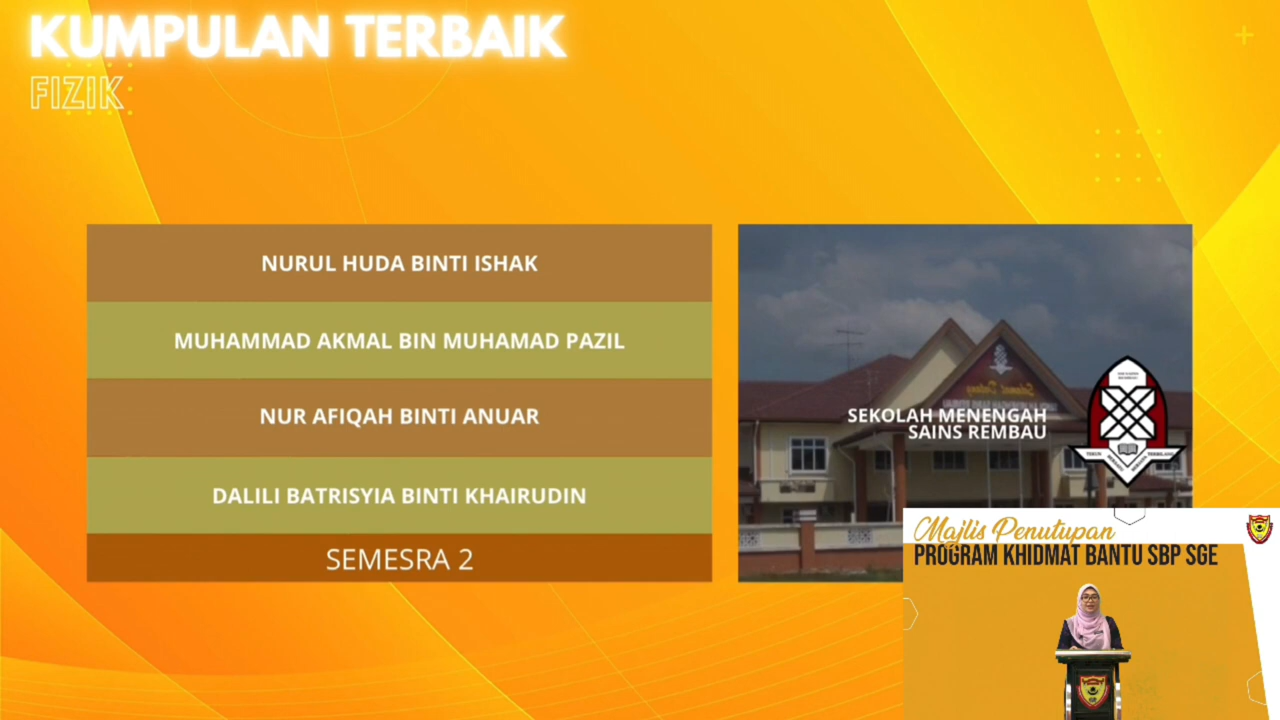 KUMPULAN TERBAIK
FIZIK
NURUL HUDA BINTI ISHAK
MUHAMMAD AKMAL BIN MUHAMAD PAZIL
NUR AFIQAH BINTI ANUAR
DALILI BATRISYIA BINTI KHAIRUDIN
SEMESRA 2
SEKOLAH MENENGAH
SAINS REMBAU
Majlis Penutupan
PROGRAM KHIDMAT BANTU SBP SGE